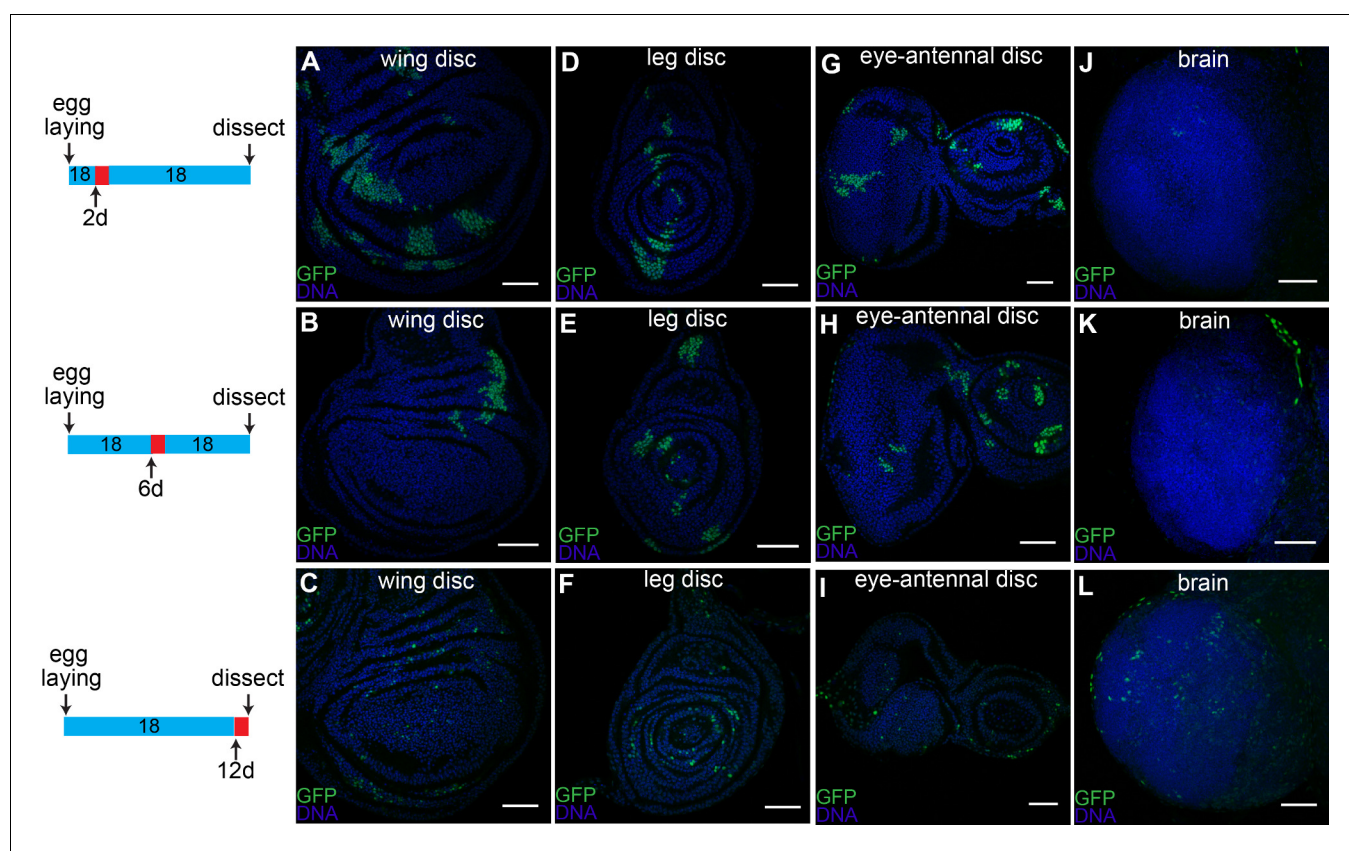 egg
laying
dissect
18
18
2d
A
wing disc
GFP
DNA
D
leg disc
GFP
DNA
G
eye-antennal disc
GFP
DNA
J
brain
GFP
DNA
egg
laying
dissect
18
18
6d
B
wing disc
GFP
DNA
E
leg disc
GFP
DNA
H
eye-antennal disc
GFP
DNA
K
brain
GFP
DNA
egg
laying
dissect
18
12d
C
wing disc
GFP
DNA
F
leg disc
GFP
DNA
I
eye-antennal disc
GFP
DNA
L
brain
GFP
DNA